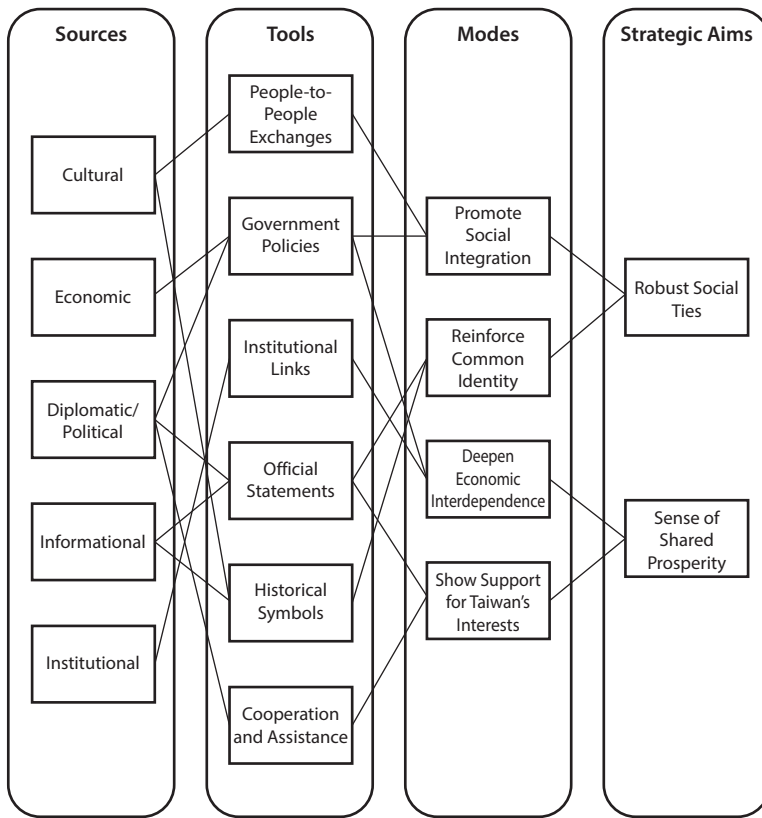 Sources
Tools
Modes
Strategic Aims
Cultural
Economic
Diplomatic/
Political
Informational
Institutional
People-to-
People
Exchanges
Government
Policies
Institutional
Links
Official
Statements
Historical
Symbols
Cooperation
and Assistance
Promote
Social
Integration
Reinforce
Common
Identity
Deepen
Economic
Interdependence
Show Support
for Taiwan’s
Interests
Robust Social
Ties
Sense of
Shared
Prosperity